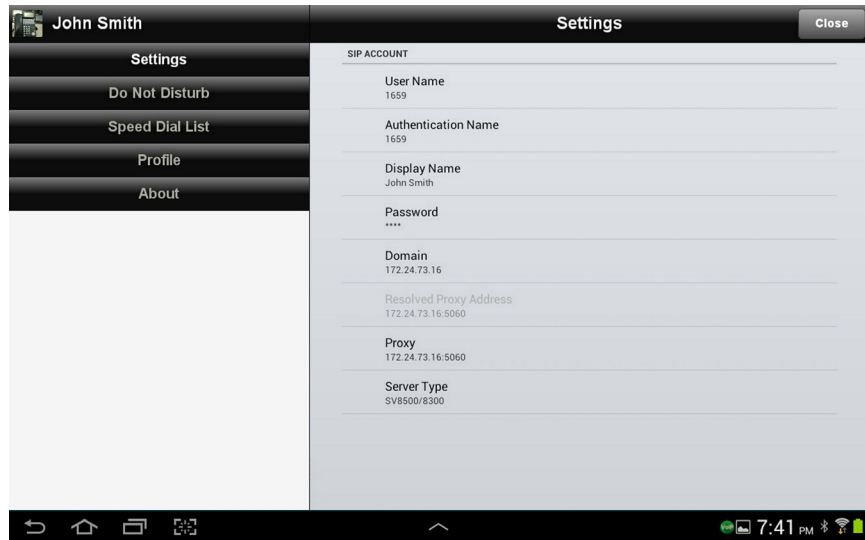 John Smith
Settings
Close
Settings
Do Not Disturb
Speed Dial List
Profile
About
SIP ACCOUNT
User Name
1659
Authentication Name
1659
Display Name
John Smith
Password
****
Domain
172.24.73.16
Resolved Proxy Address
172.24.73.16:5060
Proxy
172.24.73.16:5060
Server Type
SV8500/8300
7:41 PM